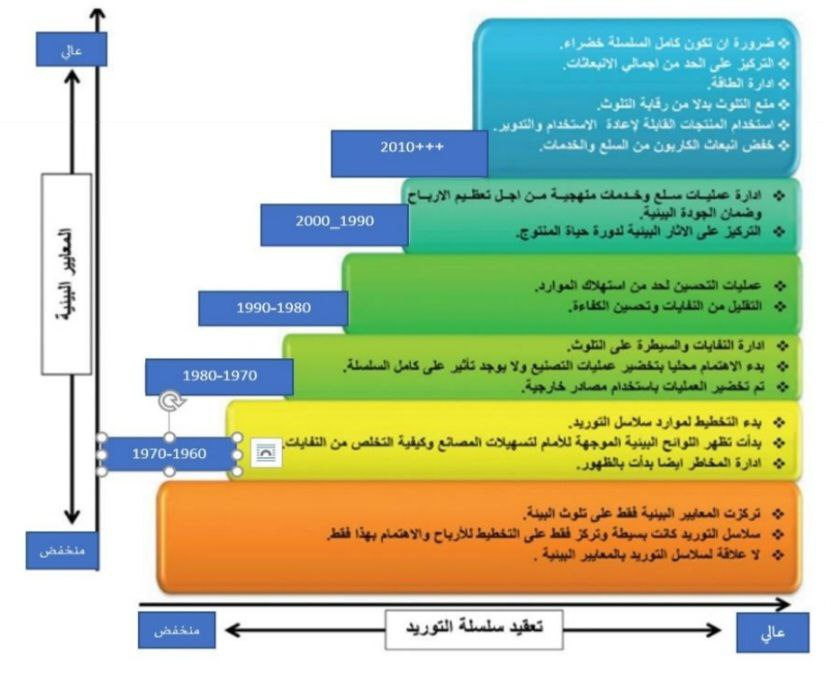 عالي
❖ ضرورة ان تكون كامل السلسلة خضراء.
❖ التركيز على الحد من اجمالي الانبعاثات.
❖ ادارة الطاقة.
❖ منع التلوث بدلا من رقابة التلوث.
❖ استخدام المنتجات القابلة لإعادة الاستخدام والتدوير.
❖ خفض انبعاث الكاربون من السلع والخدمات.
2010+++
❖ ادارة عمليات سلع وخدمات منهجية من اجل تعظيم الارباح
وضمان الجودة البيئية.
❖ التركيز على الاثار البيئية لدورة حياة المنتوج.
2000_1990
❖ عمليات التحسين لحد من استهلاك الموارد.
❖ التقليل من النفايات وتحسين الكفاءة.
1990-1980
❖ ادارة النفايات والسيطرة على التلوث.
❖ بدء الاهتمام محليا بتخضير عمليات التصنيع ولا يوجد تأثير على كامل السلسلة.
❖ تم تخضير العمليات باستخدام مصادر خارجية.
1980-1970
❖ بدء التخطيط لموارد سلاسل التوريد.
❖ بدأت تظهر اللوائح البيئية الموجهة للأمام لتسهيلات المصانع وكيفية التخلص من النفايات.
❖ ادارة المخاطر ايضا بدأت بالظهور.
1970-1960
❖ تركزت المعايير البيئية فقط على تلوث البيئة.
❖ سلاسل التوريد كانت بسيطة وتركز فقط على التخطيط للأرباح والاهتمام بهذا فقط.
❖ لا علاقة لسلاسل التوريد بالمعايير البيئية .
المعايير البيئية
منخفض
منخفض
تعقيد سلسلة التوريد
عالي